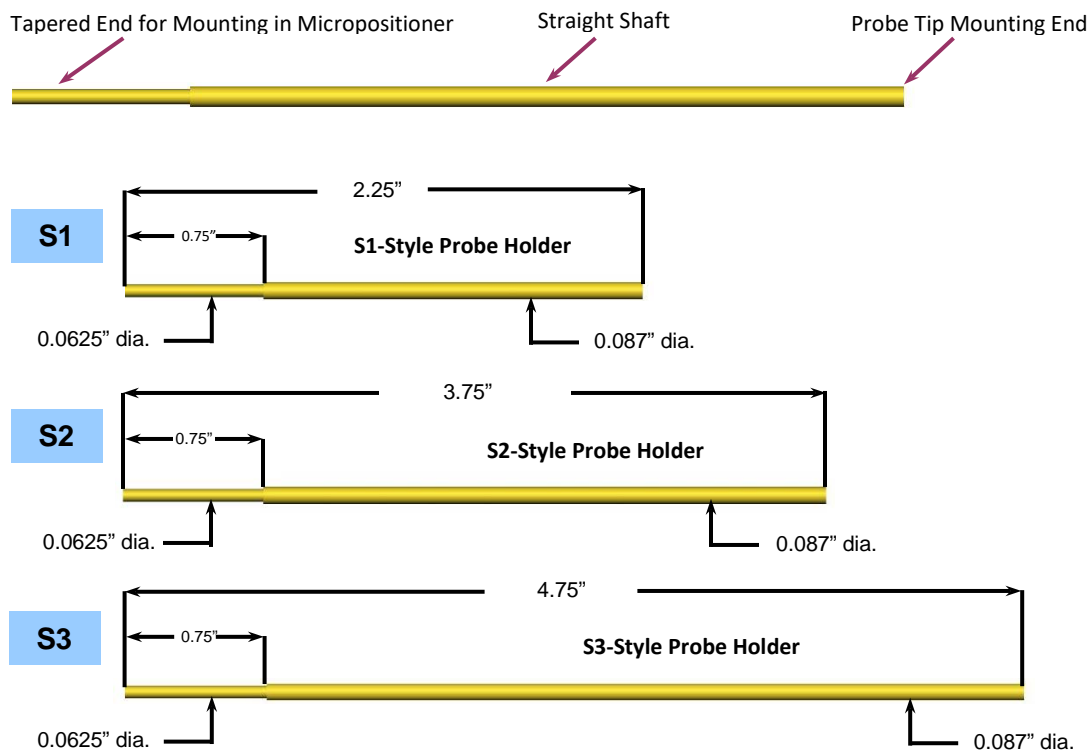 Tapered End for Mounting in Micropositioner
Straight Shaft
Probe Tip Mounting End
2.25”
S1
0.75”
S1-Style Probe Holder
0.0625” dia.
0.087” dia.
3.75”
S2
0.75”
S2-Style Probe Holder
0.0625” dia.
0.087” dia.
4.75”
S3
0.75”
S3-Style Probe Holder
0.0625” dia.
0.087” dia.